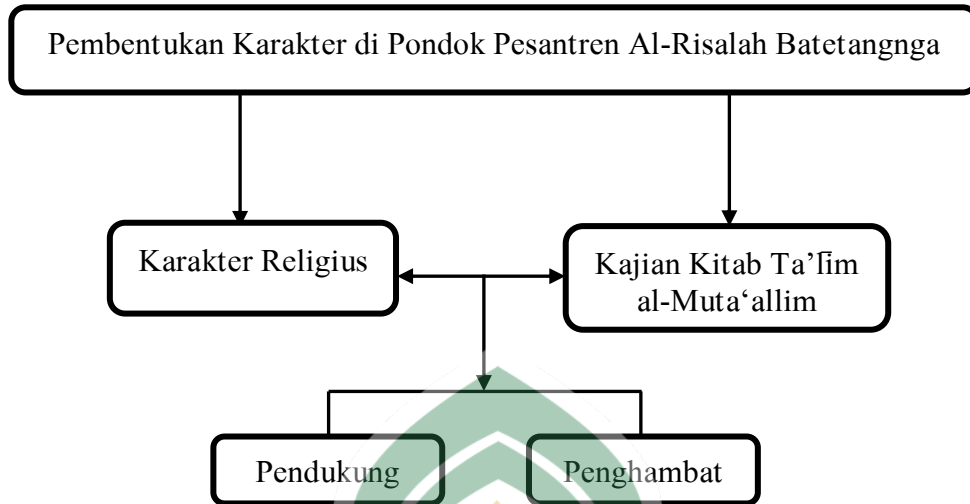 Pembentukan Karakter di Pondok Pesantren Al-Risalah Batetangnga
Karakter Religius
Kajian Kitab Ta’līm
al-Muta‘allim
Pendukung
Penghambat